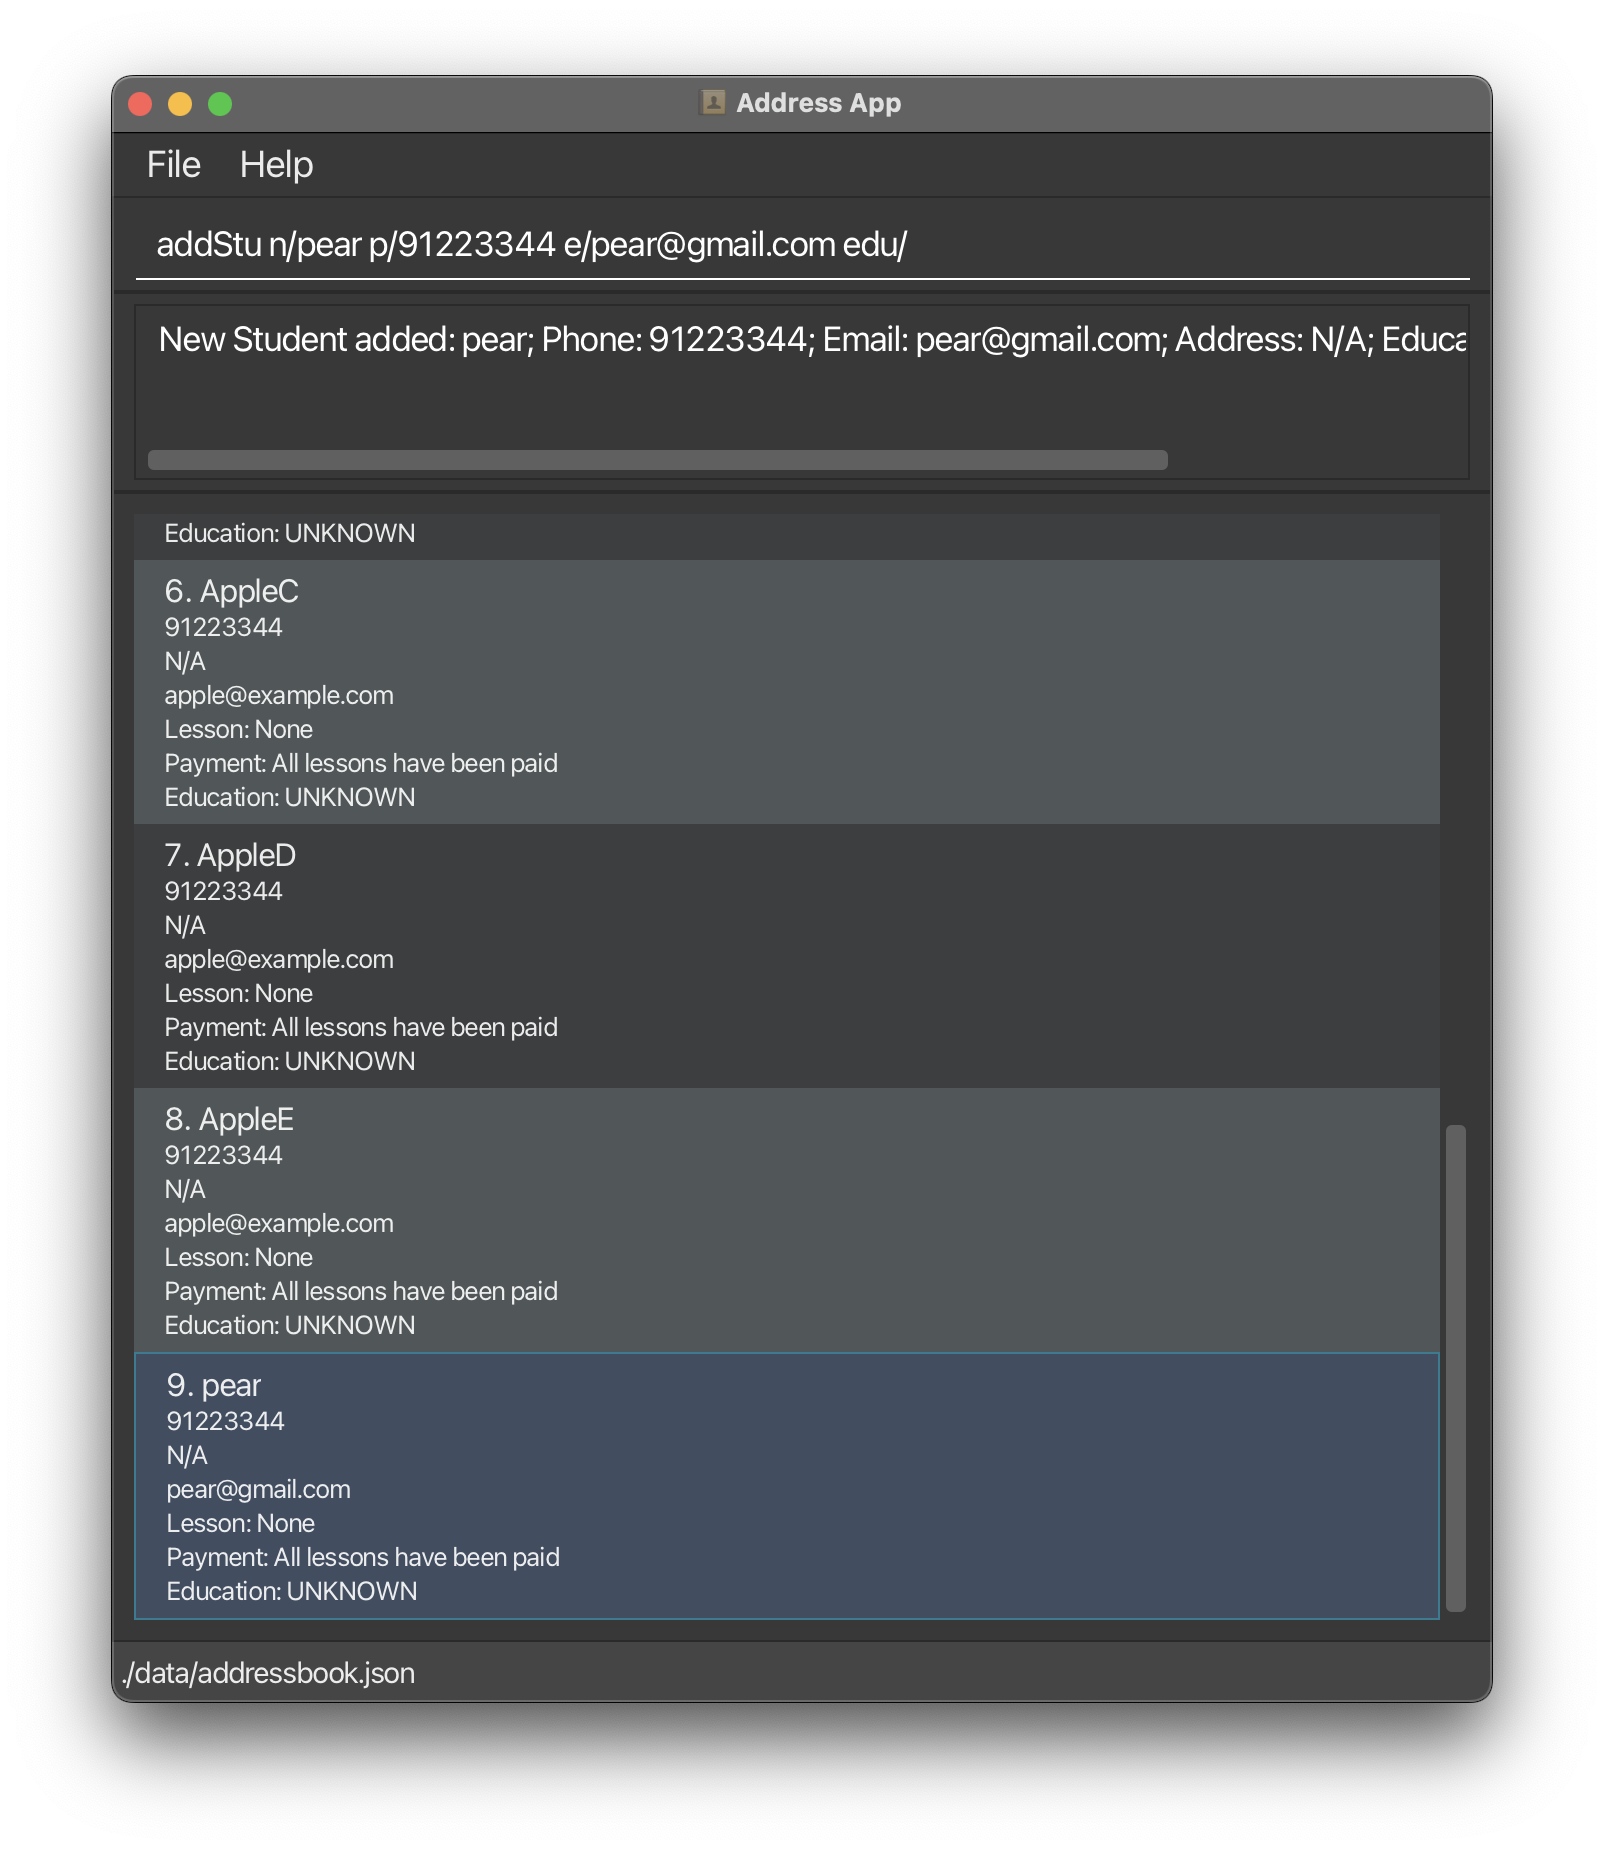 Address App
File Help
addStu n/pear p/91223344 e/pear@gmail.com edu/
New Student added: pear; Phone: 91223344; Email: pear@gmail.com; Address: N/A; Educa
Education: UNKNOWN
6. AppleC
91223344
N/A
apple@example.com
Lesson: None
Payment: All lessons have been paid
Education: UNKNOWN
7. AppleD
91223344
N/A
apple@example.com
Lesson: None
Payment: All lessons have been paid
Education: UNKNOWN
8. AppleE
91223344
N/A
apple@example.com
Lesson: None
Payment: All lessons have been paid
Education: UNKNOWN
9. pear
91223344
N/A
pear@gmail.com
Lesson: None
Payment: All lessons have been paid
Education: UNKNOWN
./data/addressbook.json